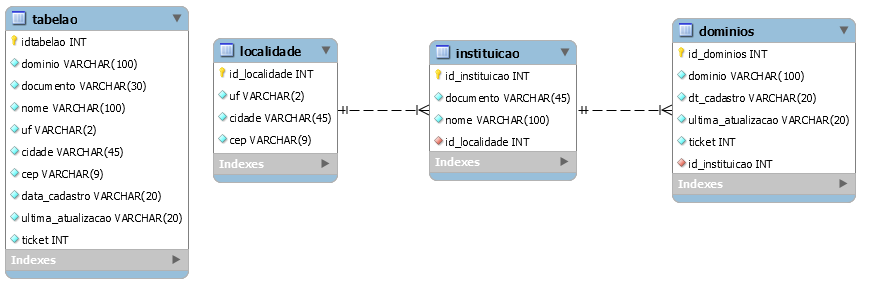 tabelao
idtabelao INT
dominio VARCHAR(100)
documento VARCHAR(30)
nome VARCHAR(100)
uf VARCHAR(2)
cidade VARCHAR(45)
cep VARCHAR(9)
data_cadastro VARCHAR(20)
ultima_atualizacao VARCHAR(20)
ticket INT
Indexes
localidade
id_localidade INT
uf VARCHAR(2)
cidade VARCHAR(45)
cep VARCHAR(9)
Indexes
instituicao
id_instituicao INT
documento VARCHAR(45)
nome VARCHAR(100)
id_localidade INT
Indexes
dominios
id_dominios INT
dominio VARCHAR(100)
dt_cadastro VARCHAR(20)
ultima_atualizacao VARCHAR(20)
ticket INT
id_instituicao INT
Indexes